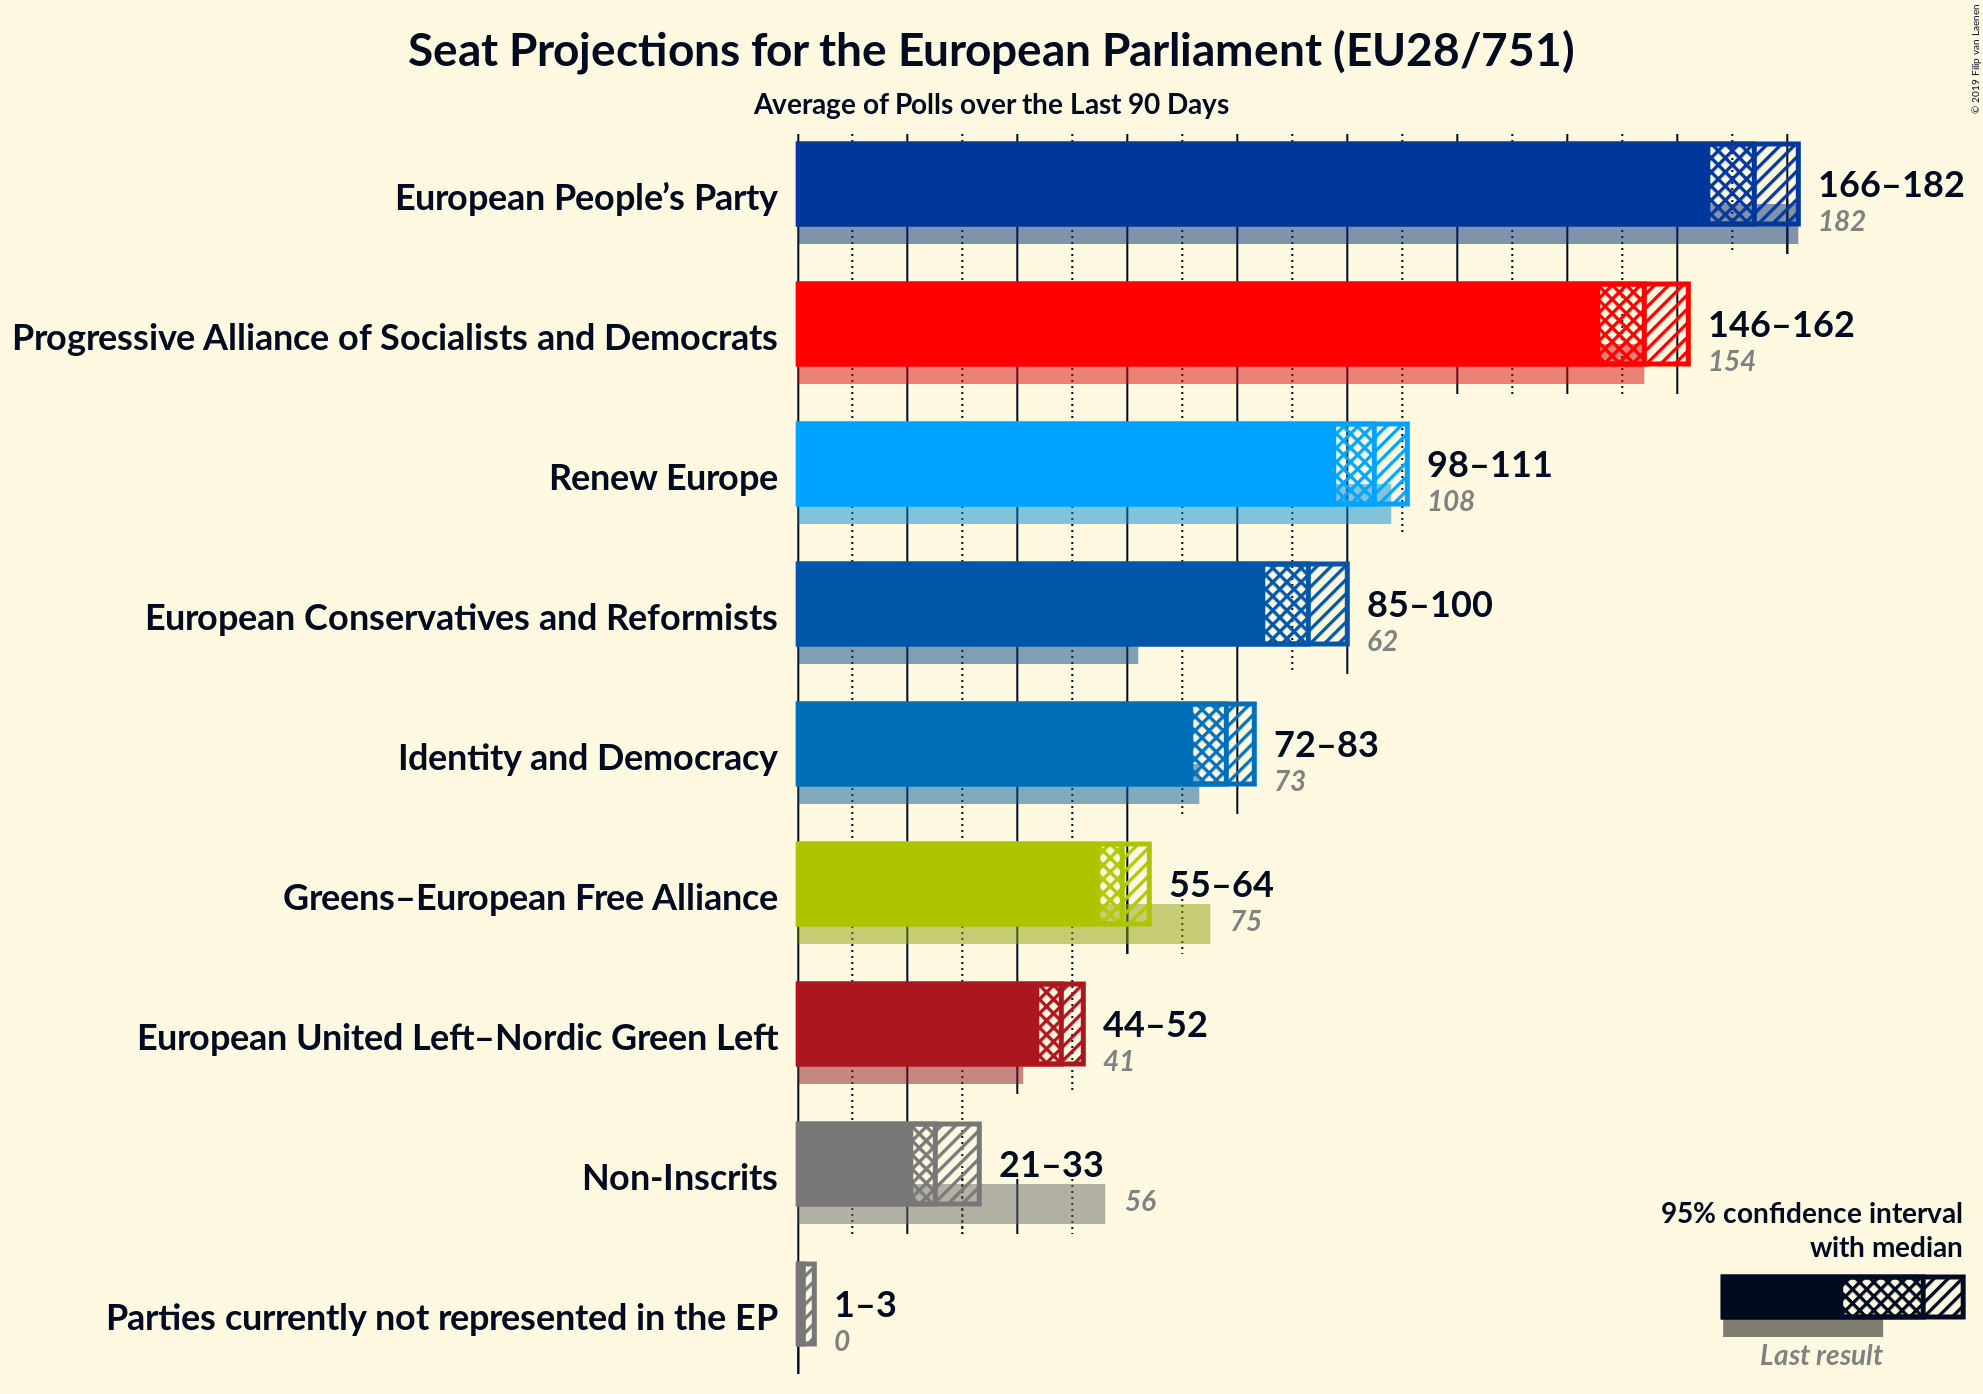 Seat Projections for the European Parliament (EU28/751)
Average of Polls over the Last 90 Days
© 2019 Filip van Laenen
European People’s Party
166–182
182
Progressive Alliance of Socialists and Democrats
146–162
154
Renew Europe
98–111
108
European Conservatives and Reformists
85–100
62
Identity and Democracy
72–83
73
Greens–European Free Alliance
55–64
75
European United Left–Nordic Green Left
44–52
41
Non-Inscrits
21–33
56
Parties currently not represented in the EP
1–3
0
95% confidence interval
with median
Last result